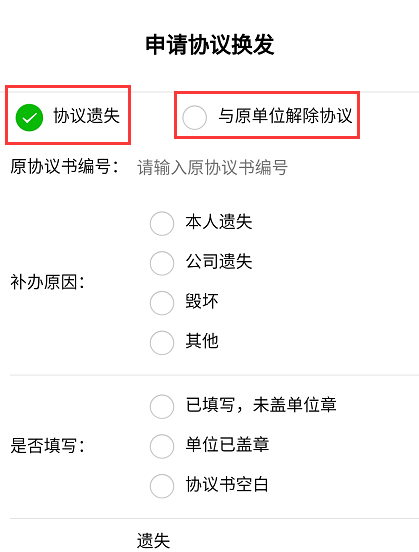 申请协议换发
协议遗失 与原单位解除协议
原协议书编号： 请输入原协议书编号
本人遗失
公司遗失
补办原因：
毁坏
其他
已填写，未盖单位章
是否填写： 单位已盖章
协议书空白
遗失